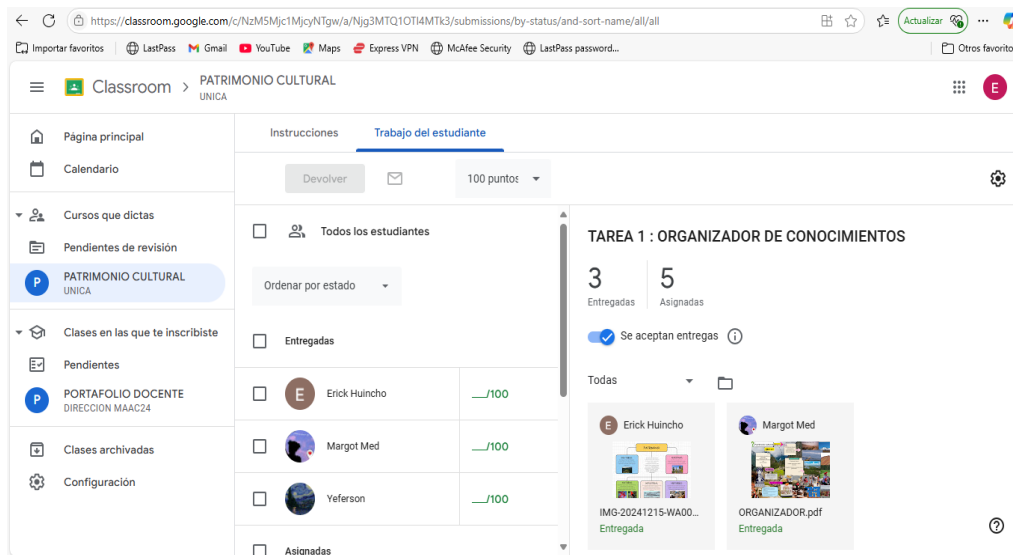 https://classroom.google.com/c/NzM5Mjc1MjcyNTgw/a/Njg3MTQ1OTI4MTk3/submissions/by-status/and-sort-name/all/all
Actualizar
Importar favoritos
LastPass
Gmail
YouTube
Maps
Express VPN
McAfee Security
LastPass password...
Otros favorito
Classroom > PATRIMONIO CULTURAL
UNICA
E
Página principal
Calendario
Cursos que dictas
Pendientes de revisión
P
PATRIMONIO CULTURAL
UNICA
Clases en las que te inscribiste
Pendientes
P
PORTAFOLIO DOCENTE
DIRECCION MAAC24
Clases archivadas
Configuración
Instrucciones
Trabajo del estudiante
Devolver
100 puntos
Todos los estudiantes
Ordenar por estado
Entregadas
E
Erick Huincho
__/100
Margot Med
__/100
Yeferson
__/100
Asignadas
TAREA 1 : ORGANIZADOR DE CONOCIMIENTOS
3
Entregadas
5
Asignadas
Se aceptan entregas
Todas
E
Erick Huincho
IMG-20241215-WA00...
Entregada
Margot Med
ORGANIZADOR.pdf
Entregada